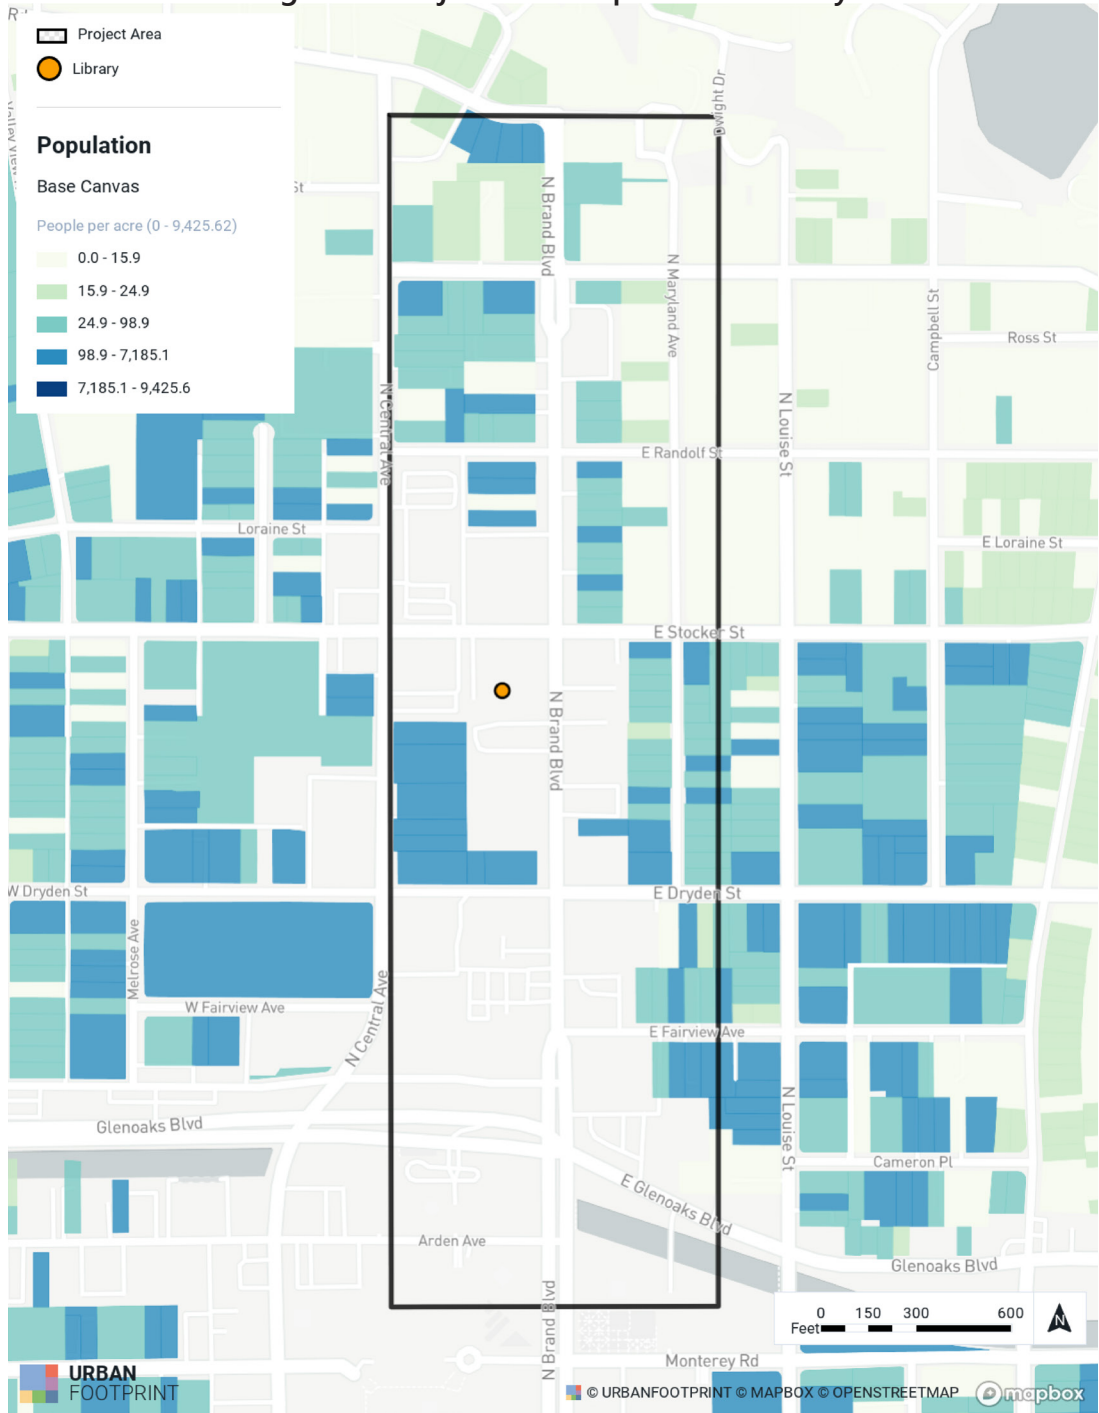 Project Area
Library
Population
Base Canvas
People per acre (0 - 9,425.62)
0.0 - 15.9
15.9 - 24.9
24.9 - 98.9
98.9 - 7,185.1
7,185.1 - 9,425.6
St
Dwight Dr
N Brand Blvd
N Maryland Ave
Campbell St
Ross St
N Central Ave
N Louise St
E Randolf St
Loraine St
E Loraine St
E Stocker St
N Brand Blvd
W Dryden St
E Dryden St
Melrose Ave
W Fairview Ave
N Central Ave
E Fairview Ave
Glenoaks Blvd
N Louise St
Cameron Pl
E Glenoaks Blvd
Arden Ave
Glenoaks Blvd
N Brand Blvd
0 150 300 600
Feet
N
Monterey Rd
URBAN
FOOTPRINT
© URBANFOOTPRINT © MAPBOX © OPENSTREETMAP
mapbox